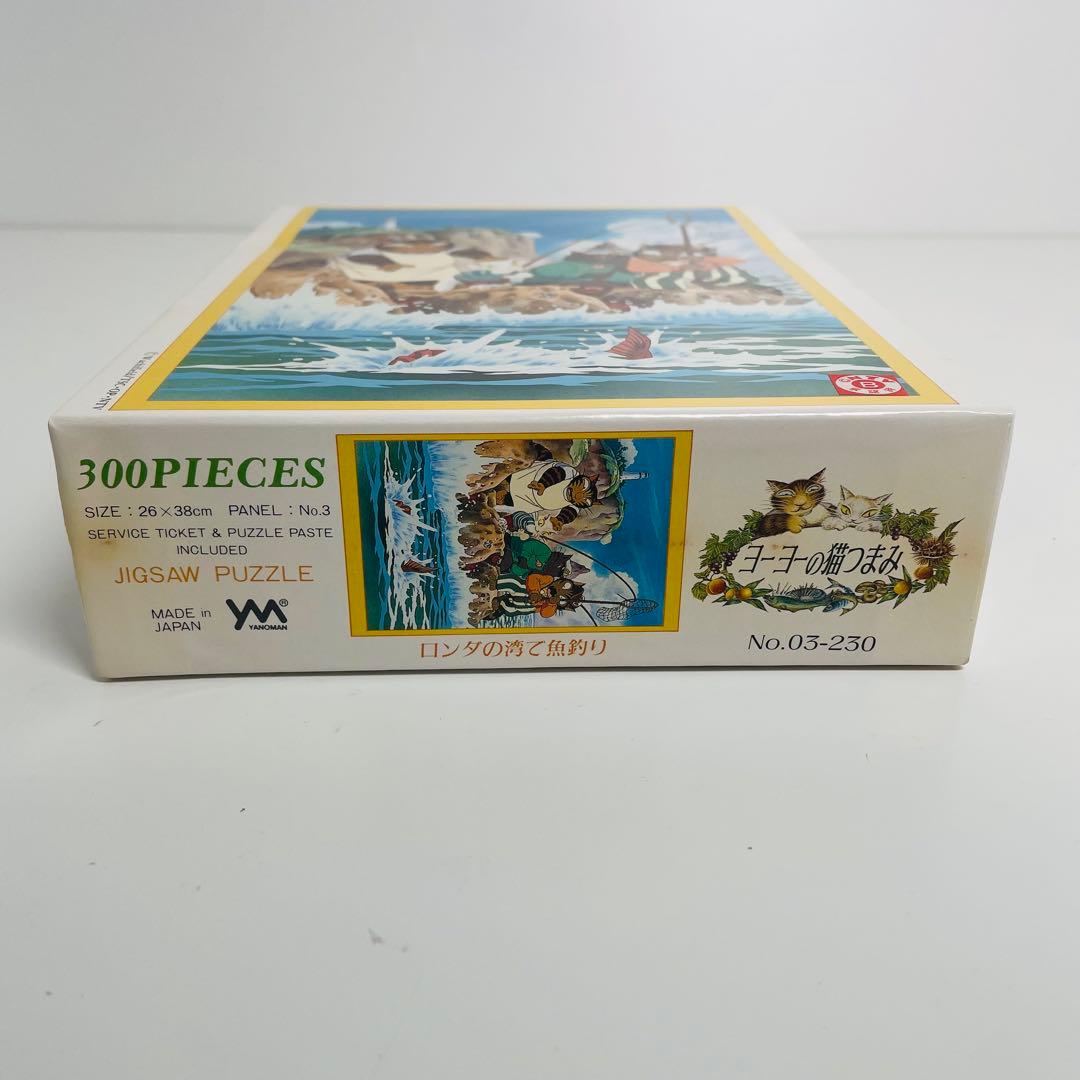 300PIECES
SIZE : 26×38cm PANEL : No.3
SERVICE TICKET & PUZZLE PASTE
INCLUDED
JIGSAW PUZZLE
MADE in
JAPAN
YM®
YANOMAN
ロンダの湾で魚釣り
ヨーヨーの猫つまみ
No.03-230